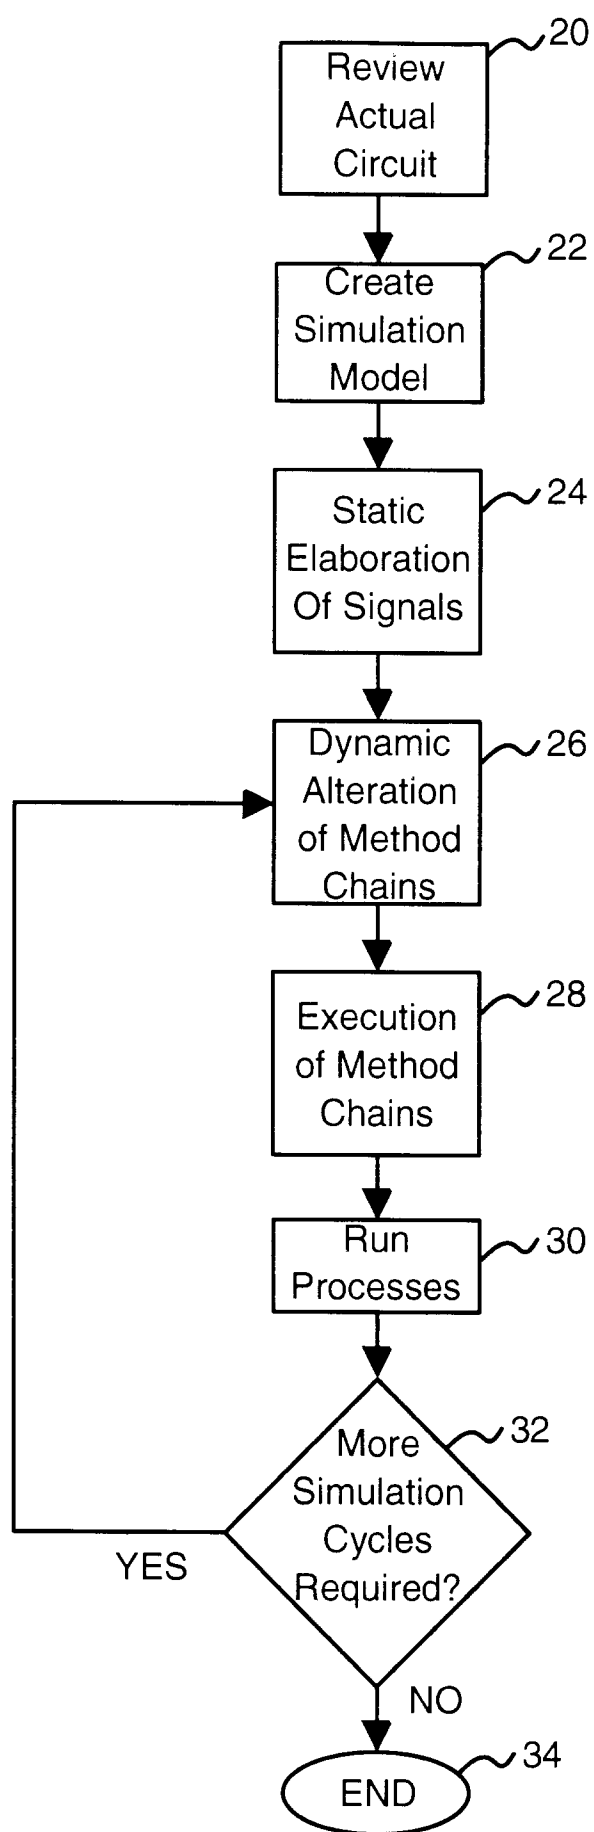 20
Review
Actual
Circuit
22
Create
Simulation
Model
24
Static
Elaboration
Of Signals
26
Dynamic
Alteration
of Method
Chains
28
Execution
of Method
Chains
30
Run
Processes
32
More
Simulation
Cycles
Required?
YES
NO
34
END